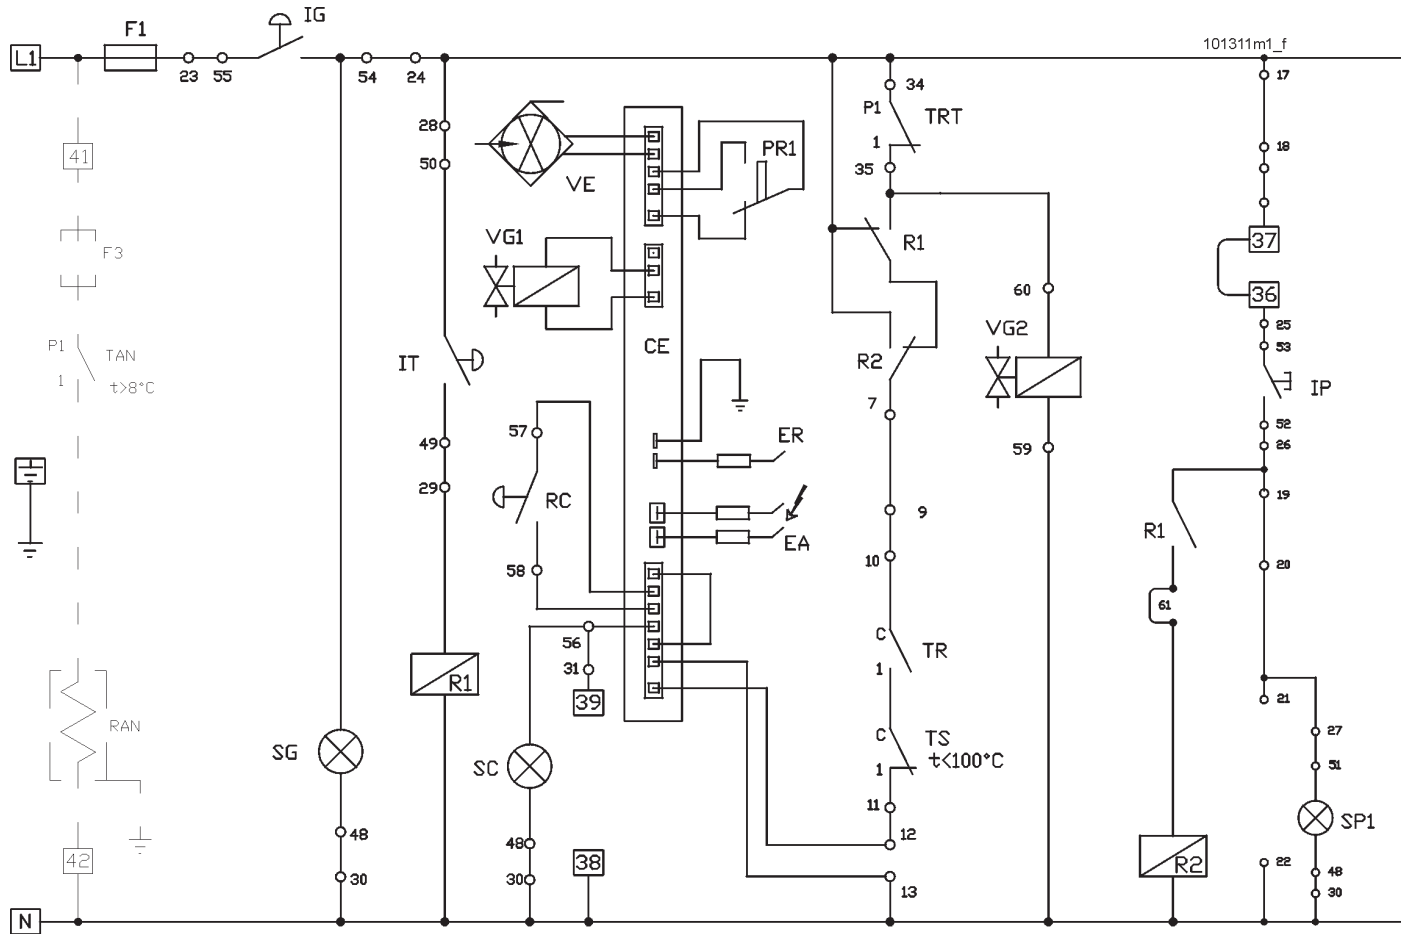 IG
F1
101311m1_f
L1
23
55
54
24
17
34
P1
TRT
1
28
50
41
18
35
PR1
VE
F3
VG1
R1
37
36
60
25
53
P1
TAN
1
t>8°C
IT
CE
R2
VG2
IP
7
57
ER
52
26
49
59
29
RC
19
9
R1
EA
58
10
20
61
56
C
TR
31
1
R1
39
21
RAN
C
TS
t<100°C
1
27
SG
SC
51
11
SP1
48
48
12
42
38
R2
22
48
30
30
13
30
N